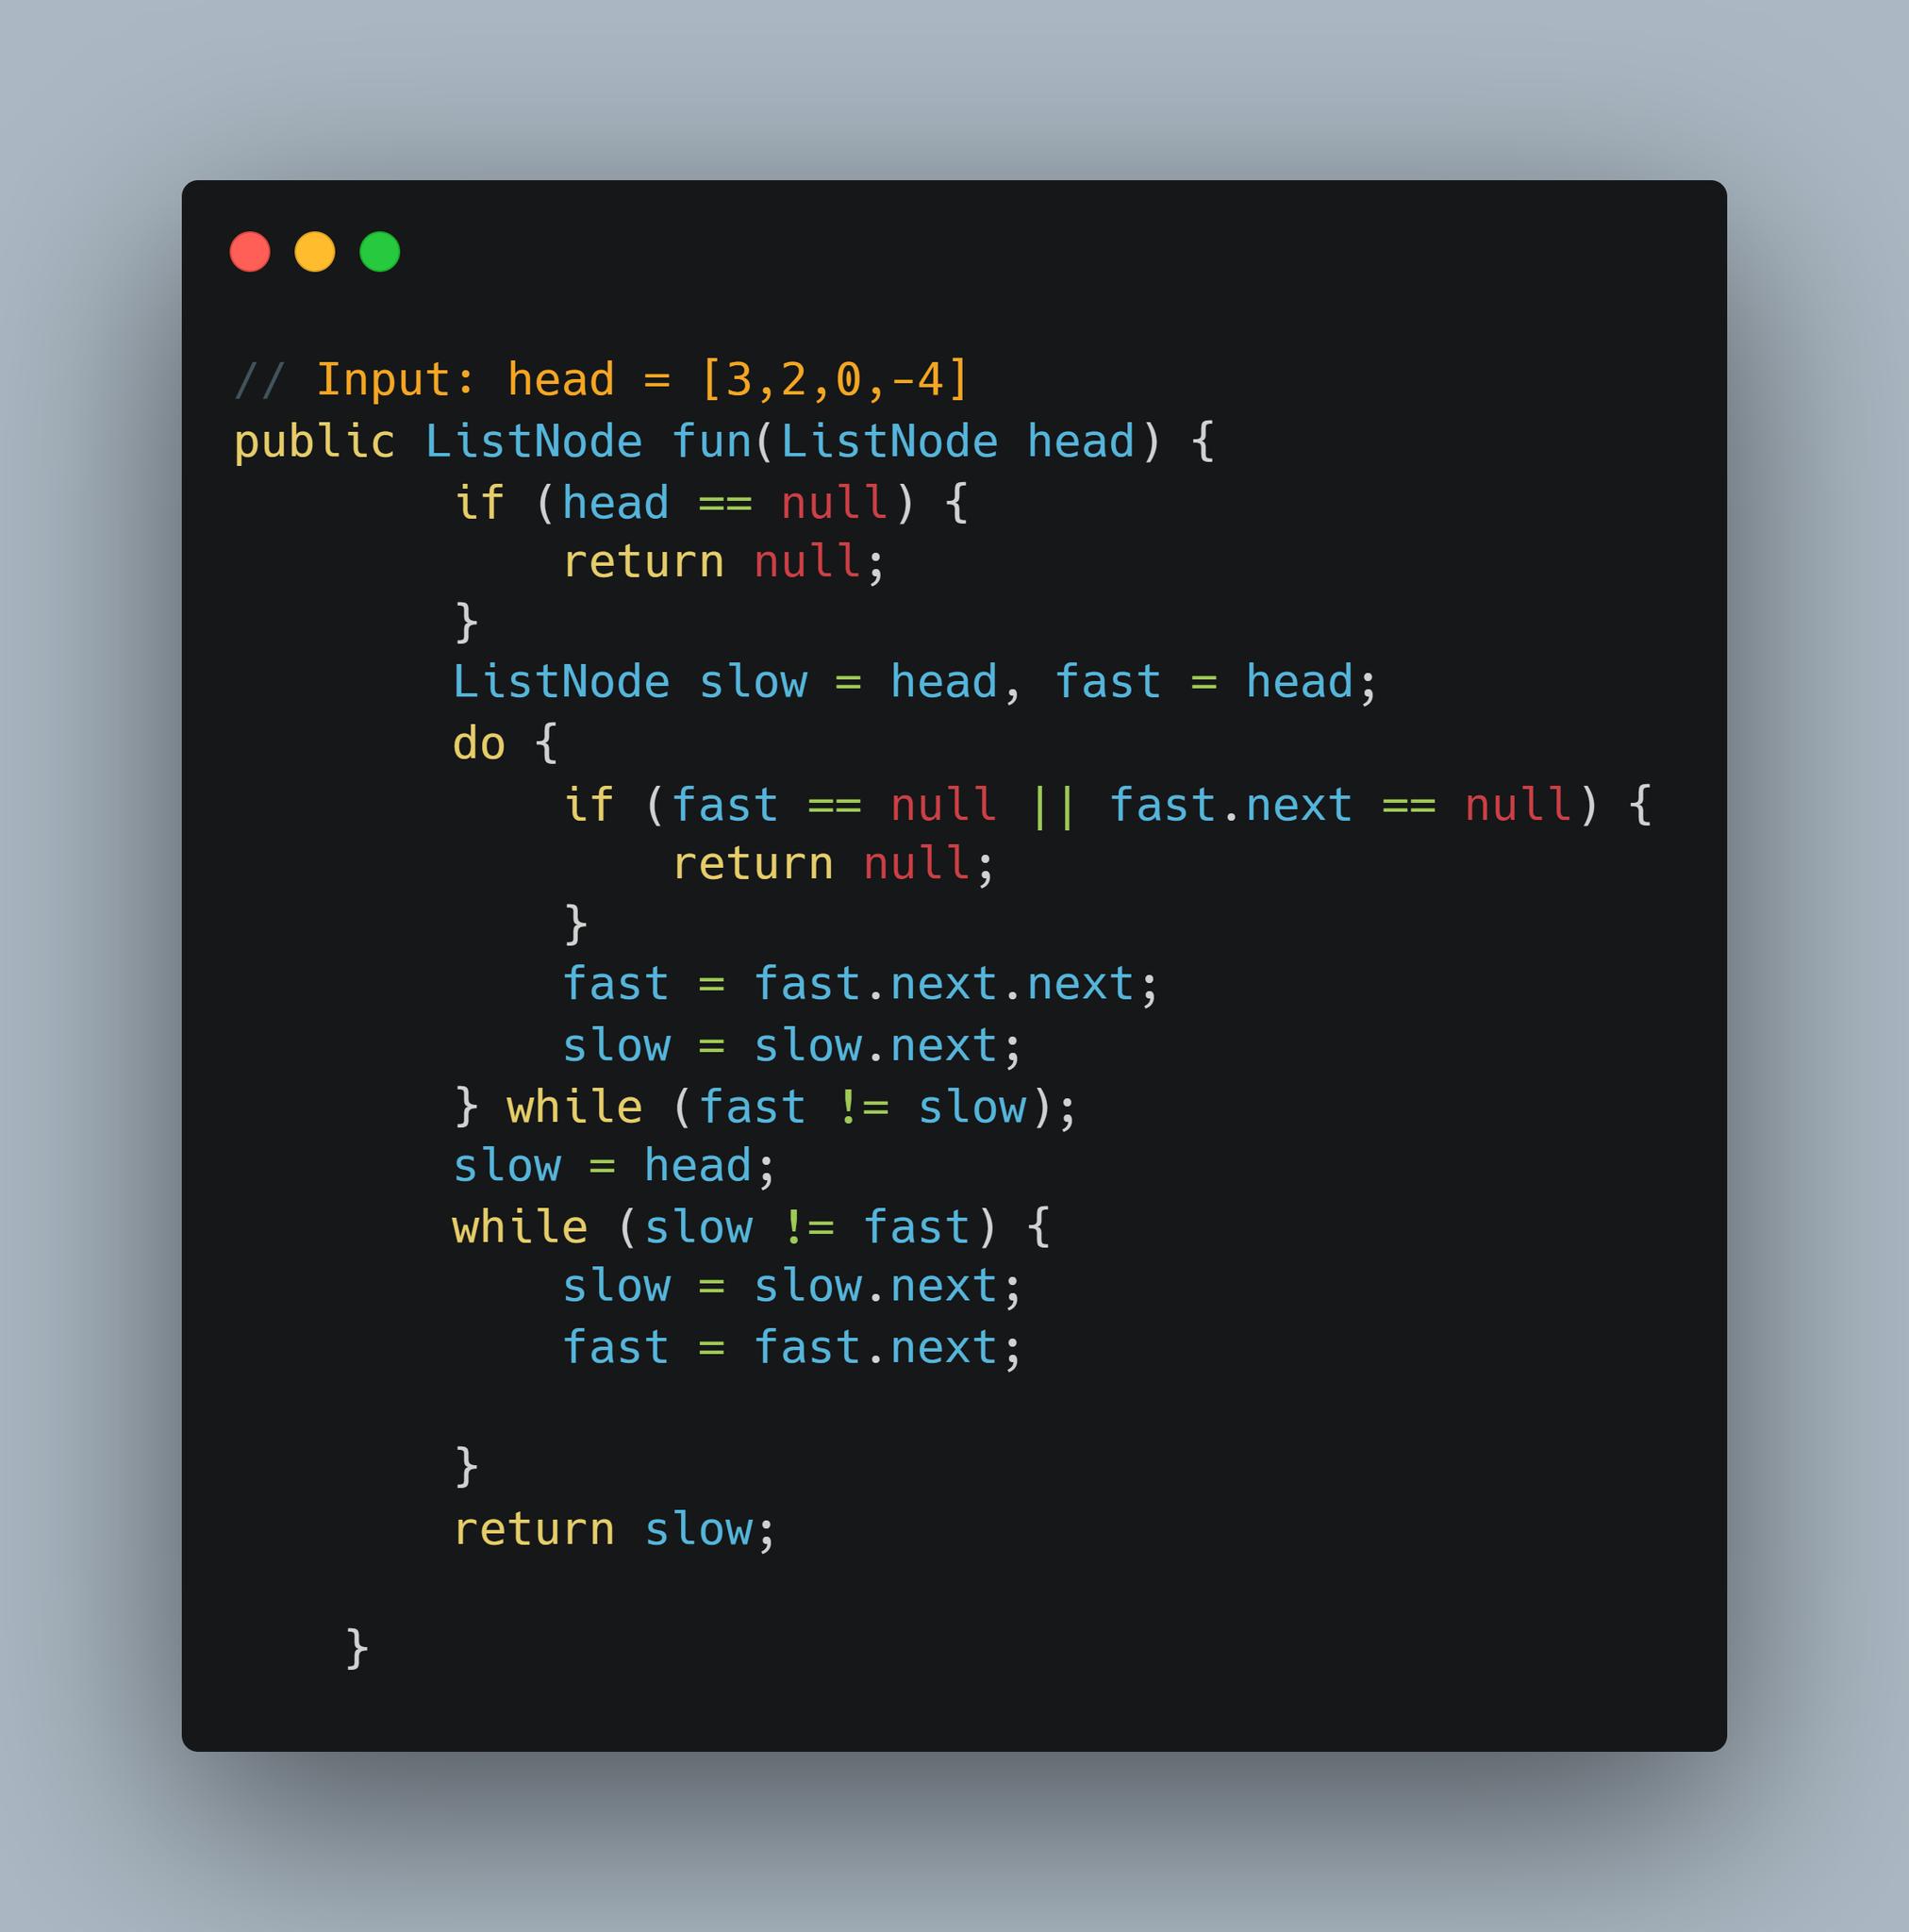 // Input: head = [3,2,0,-4]
public ListNode fun(ListNode head) {
        if (head == null) {
            return null;
        }
        ListNode slow = head, fast = head;
        do {
            if (fast == null || fast.next == null) {
                return null;
            }
            fast = fast.next.next;
            slow = slow.next;
        } while (fast != slow);
        slow = head;
        while (slow != fast) {
            slow = slow.next;
            fast = fast.next;

        }
        return slow;

    }